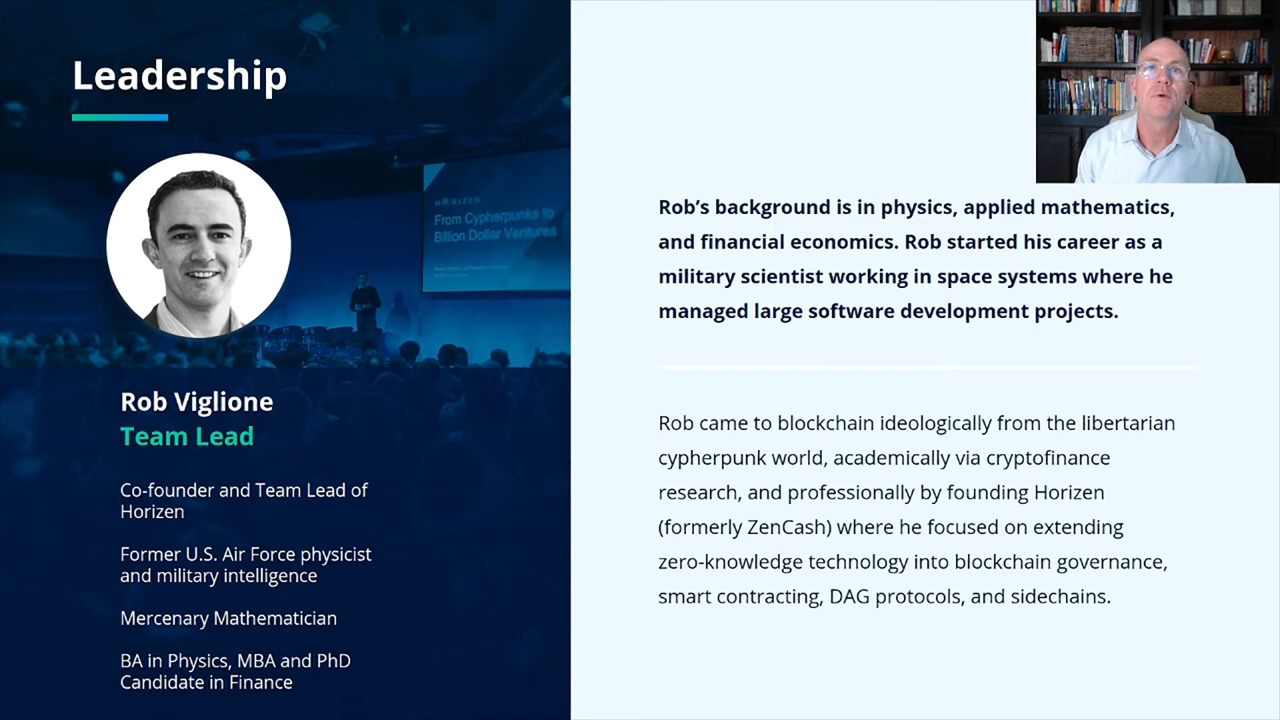 Leadership
HORIZEN
From Cypherpunks to
Billion Dollar Ventures
Rob Viglione
Team Lead
Co-founder and Team Lead of
Horizen
Former U.S. Air Force physicist
and military intelligence
Mercenary Mathematician
BA in Physics, MBA and PhD
Candidate in Finance
Rob’s background is in physics, applied mathematics,
and financial economics. Rob started his career as a
military scientist working in space systems where he
managed large software development projects.
Rob came to blockchain ideologically from the libertarian
cypherpunk world, academically via cryptofinance
research, and professionally by founding Horizen
(formerly ZenCash) where he focused on extending
zero-knowledge technology into blockchain governance,
smart contracting, DAG protocols, and sidechains.